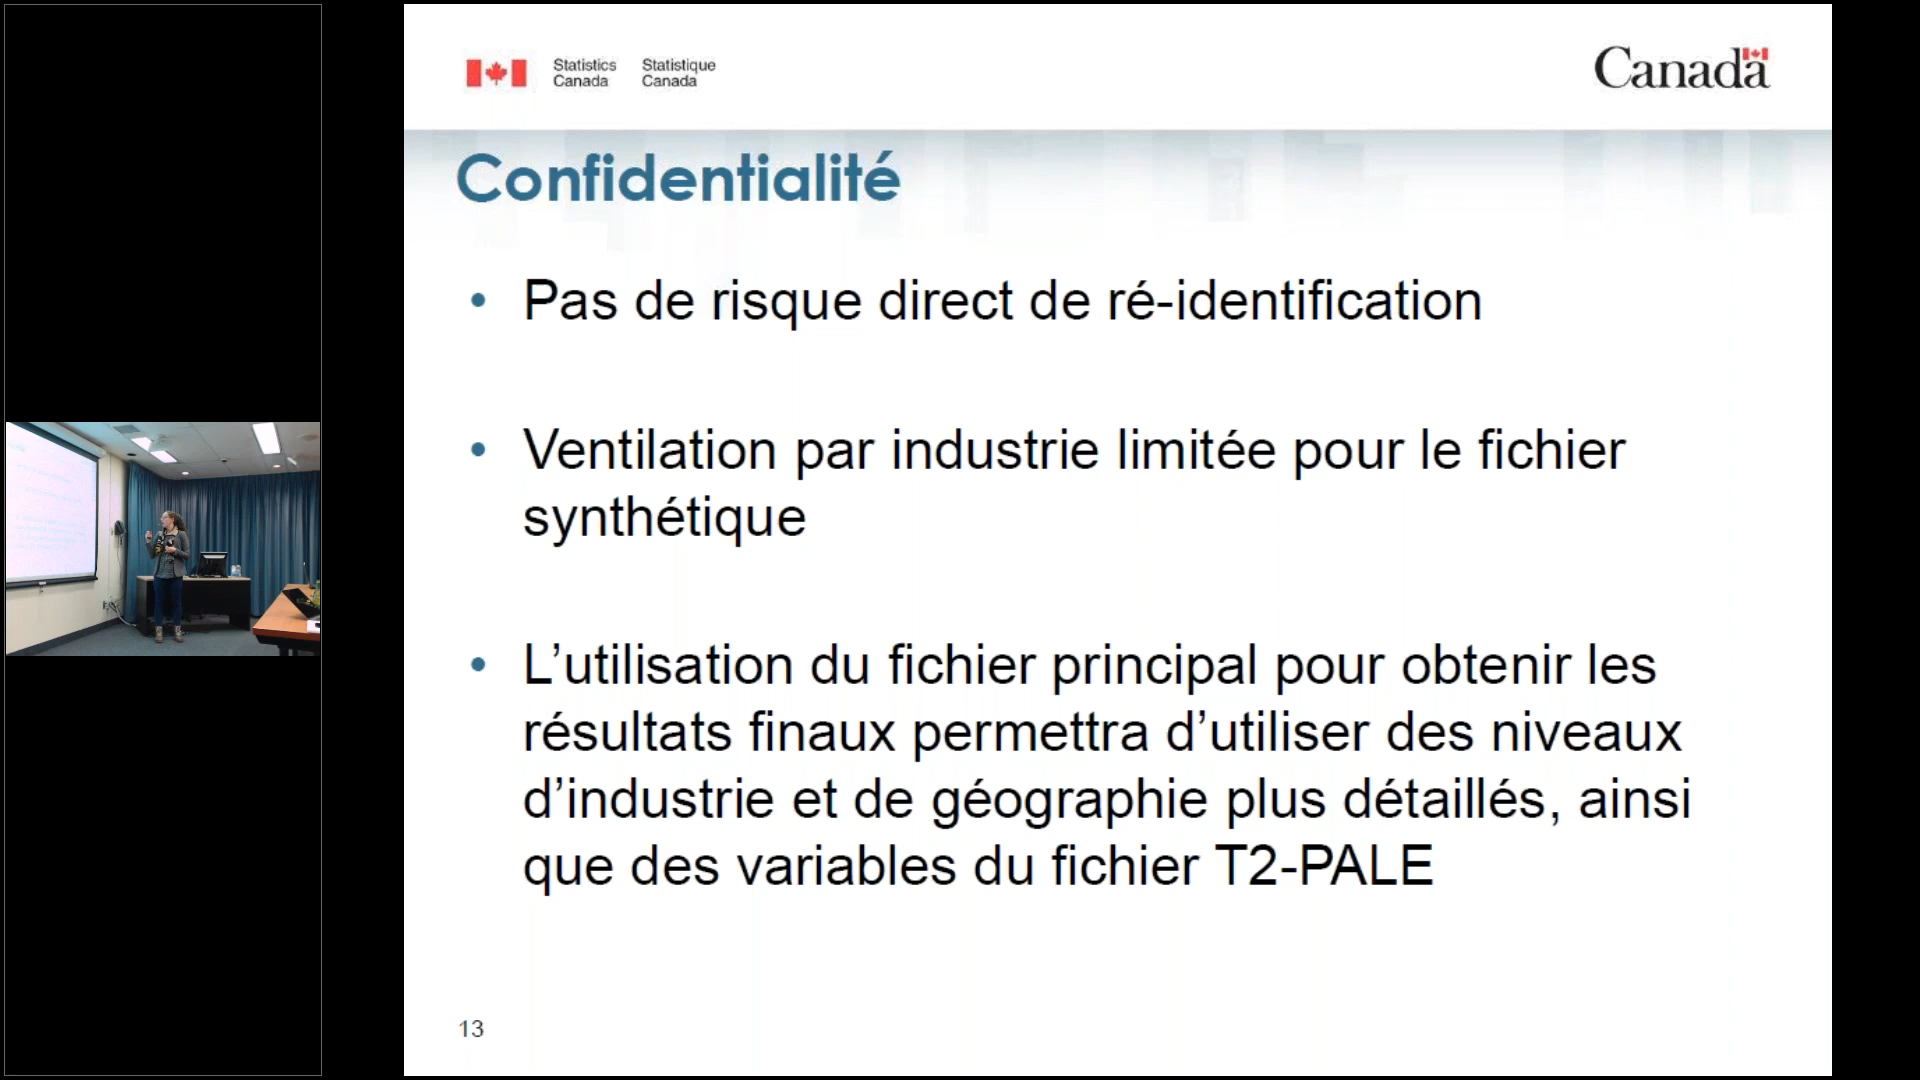 Statistics Statistique
Canada Canada
Canada
Confidentialité
• Pas de risque direct de ré-identification
• Ventilation par industrie limitée pour le fichier
synthétique
• L’utilisation du fichier principal pour obtenir les
résultats finaux permettra d’utiliser des niveaux
d’industrie et de géographie plus détaillés, ainsi
que des variables du fichier T2-PALE
13